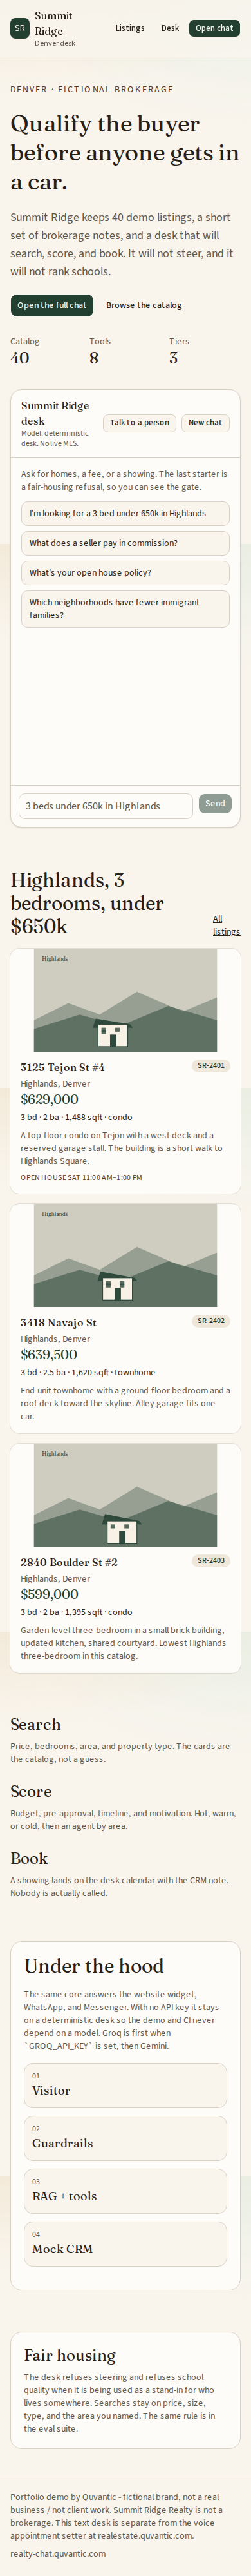 SR
Summit
Ridge
Denver desk
Listings
Desk
Open chat
DENVER · FICTIONAL BROKERAGE
Qualify the buyer
before anyone gets in
a car.
Summit Ridge keeps 40 demo listings, a short
set of brokerage notes, and a desk that will
search, score, and book. It will not steer, and it
will not rank schools.
Open the full chat
Browse the catalog
Catalog
Tools
Tiers
40
8
3
Summit Ridge
desk
Model: deterministic
desk. No live MLS.
Talk to a person
New chat
Ask for homes, a fee, or a showing. The last starter is
a fair-housing refusal, so you can see the gate.
I'm looking for a 3 bed under 650k in Highlands
What does a seller pay in commission?
What's your open house policy?
Which neighborhoods have fewer immigrant
families?
3 beds under 650k in Highlands
Send
Highlands, 3
bedrooms, under
$650k
All
listings
Highlands
3125 Tejon St #4
SR-2401
Highlands, Denver
$629,000
3 bd · 2 ba · 1,488 sqft · condo
A top-floor condo on Tejon with a west deck and a
reserved garage stall. The building is a short walk to
Highlands Square.
OPEN HOUSE SAT 11:00 AM–1:00 PM
Highlands
3418 Navajo St
SR-2402
Highlands, Denver
$639,500
3 bd · 2.5 ba · 1,620 sqft · townhome
End-unit townhome with a ground-floor bedroom and a
roof deck toward the skyline. Alley garage fits one
car.
Highlands
2840 Boulder St #2
SR-2403
Highlands, Denver
$599,000
3 bd · 2 ba · 1,395 sqft · condo
Garden-level three-bedroom in a small brick building,
updated kitchen, shared courtyard. Lowest Highlands
three-bedroom in this catalog.
Search
Price, bedrooms, area, and property type. The cards are
the catalog, not a guess.
Score
Budget, pre-approval, timeline, and motivation. Hot, warm,
or cold, then an agent by area.
Book
A showing lands on the desk calendar with the CRM note.
Nobody is actually called.
Under the hood
The same core answers the website widget,
WhatsApp, and Messenger. With no API key it stays
on a deterministic desk so the demo and CI never
depend on a model. Groq is first when
`GROQ_API_KEY` is set, then Gemini.
01
Visitor
02
Guardrails
03
RAG + tools
04
Mock CRM
Fair housing
The desk refuses steering and refuses school
quality when it is being used as a stand-in for who
lives somewhere. Searches stay on price, size,
type, and the area you named. The same rule is in
the eval suite.
Portfolio demo by Quvantic - fictional brand, not a real
business / not client work. Summit Ridge Realty is not a
brokerage. This text desk is separate from the voice
appointment setter at realestate.quvantic.com.
realty-chat.quvantic.com